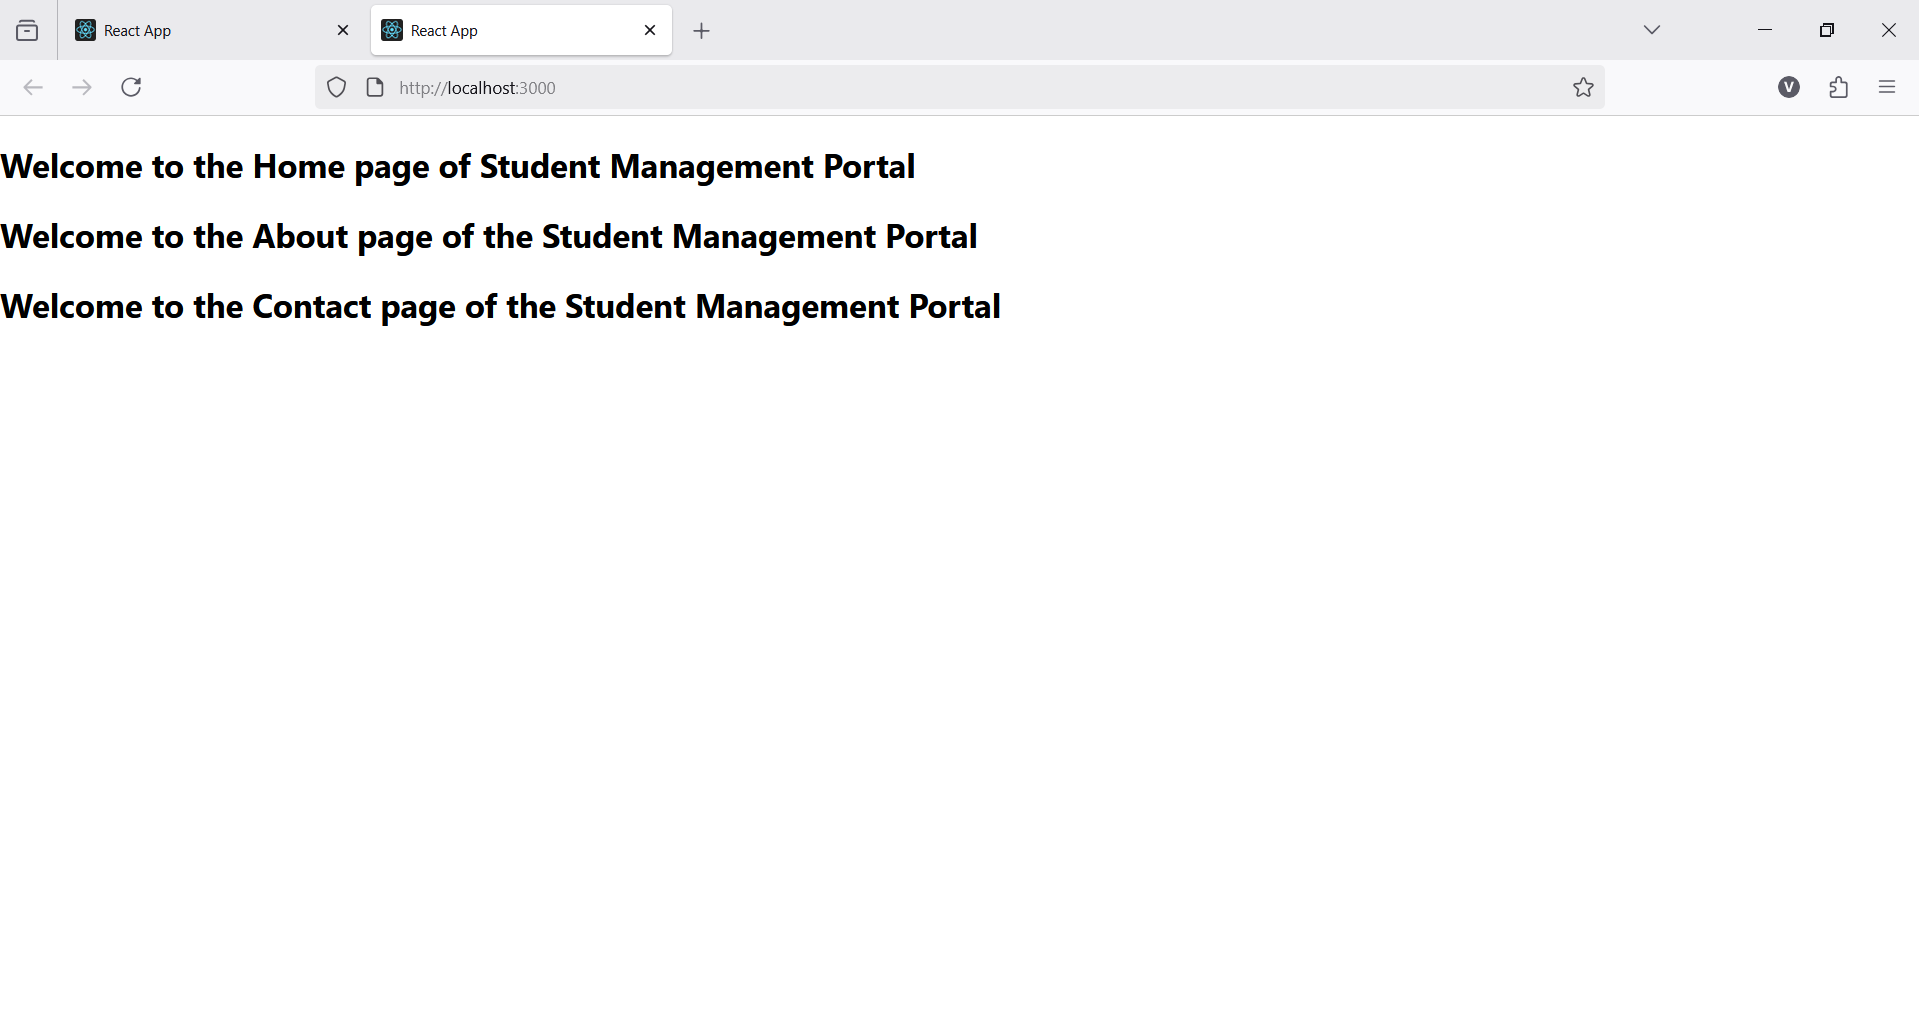 React App
React App
http://localhost:3000
V
Welcome to the Home page of Student Management Portal
Welcome to the About page of the Student Management Portal
Welcome to the Contact page of the Student Management Portal